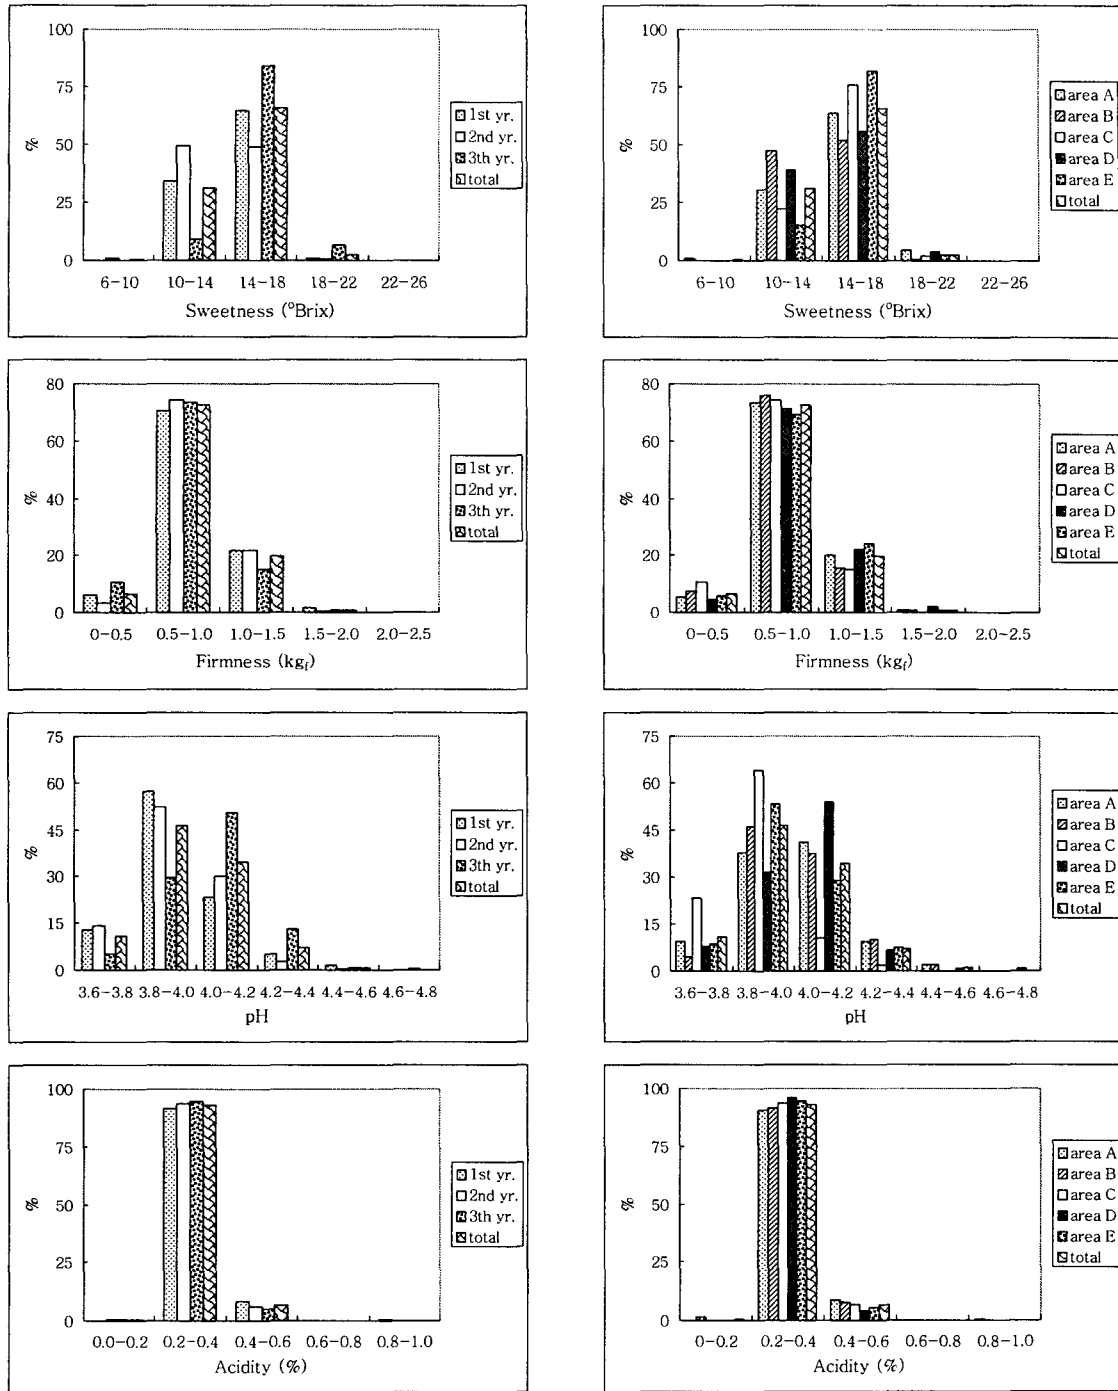 100
75
50
25
0
%
6-10 10-14 14-18 18-22 22-26
Sweetness (°Brix)
1st yr.
2nd yr.
3th yr.
total
100
75
50
25
0
%
6-10 10-14 14-18 18-22 22-26
Sweetness (°Brix)
area A
area B
area C
area D
area E
total
80
60
40
20
0
%
0-0.5 0.5-1.0 1.0-1.5 1.5-2.0 2.0-2.5
Firmness (kgf)
1st yr.
2nd yr.
3th yr.
total
80
60
40
20
0
%
0-0.5 0.5-1.0 1.0-1.5 1.5-2.0 2.0-2.5
Firmness (kgf)
area A
area B
area C
area D
area E
total
75
60
45
30
15
0
%
3.6-3.8 3.8-4.0 4.0-4.2 4.2-4.4 4.4-4.6 4.6-4.8
pH
1st yr.
2nd yr.
3th yr.
total
75
60
45
30
15
0
%
3.6-3.8 3.8-4.0 4.0-4.2 4.2-4.4 4.4-4.6 4.6-4.8
pH
area A
area B
area C
area D
area E
total
100
75
50
25
0
%
0.0-0.2 0.2-0.4 0.4-0.6 0.6-0.8 0.8-1.0
Acidity (%)
1st yr.
2nd yr.
3th yr.
total
100
75
50
25
0
%
0-0.2 0.2-0.4 0.4-0.6 0.6-0.8 0.8-1.0
Acidity (%)
area A
area B
area C
area D
area E
total